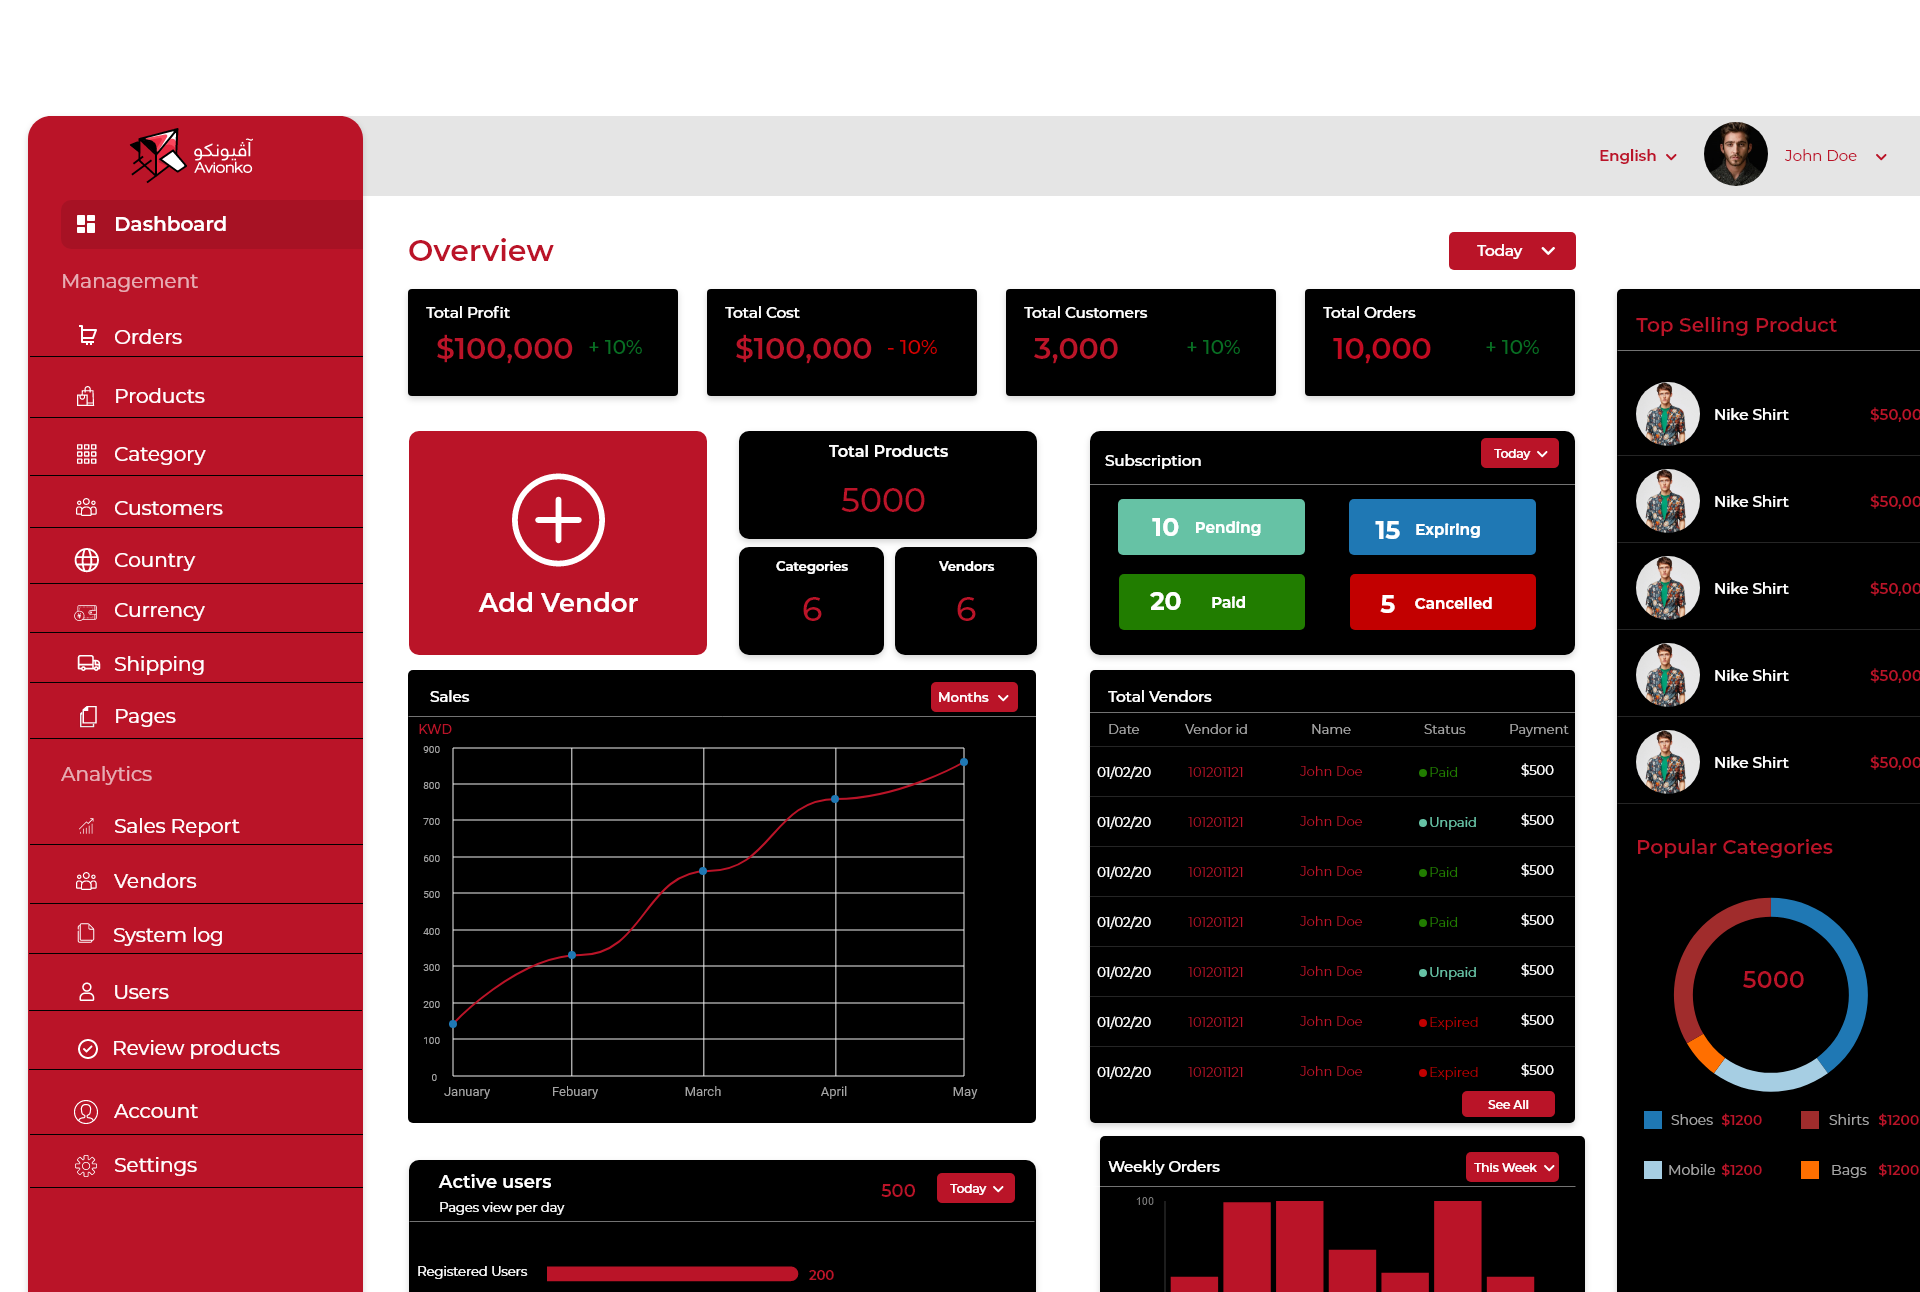 آڤيونكو
Avionko
English
John Doe
Dashboard
Management
Orders
Products
Category
Customers
Country
Currency
Shipping
Pages
Analytics
Sales Report
Vendors
System log
Users
Review products
Account
Settings
Overview
Today
Total Profit
$100,000 + 10%
Total Cost
$100,000 - 10%
Total Customers
3,000 + 10%
Total Orders
10,000 + 10%
Add Vendor
Total Products
5000
Categories
6
Vendors
6
Subscription
Today
10 Pending
15 Expiring
20 Paid
5 Cancelled
Sales
Months
KWD
900
800
700
600
500
400
300
200
100
0
January Febuary March April May
Total Vendors
Date Vendor id Name Status Payment
01/02/20 101201121 John Doe Paid $500
01/02/20 101201121 John Doe Unpaid $500
01/02/20 101201121 John Doe Paid $500
01/02/20 101201121 John Doe Paid $500
01/02/20 101201121 John Doe Unpaid $500
01/02/20 101201121 John Doe Expired $500
01/02/20 101201121 John Doe Expired $500
See All
Active users
Pages view per day
500
Today
Registered Users 200
Weekly Orders
This Week
100
Top Selling Product
Nike Shirt $50,00
Nike Shirt $50,00
Nike Shirt $50,00
Nike Shirt $50,00
Nike Shirt $50,00
Popular Categories
5000
Shoes $1200 Shirts $1200
Mobile $1200 Bags $1200